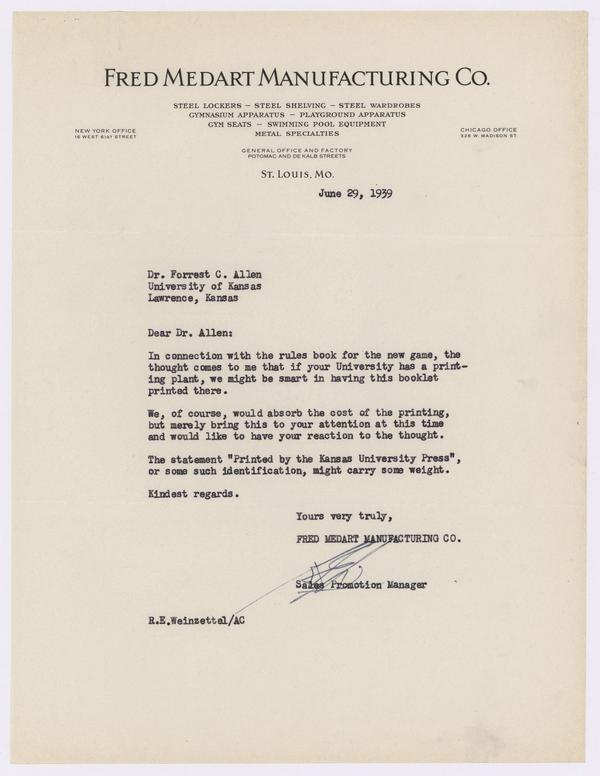 FRED MEDART MANUFACTURING CO.
STEEL LOCKERS — STEEL SHELVING — STEEL WARDROBES
GYMNASIUM APPARATUS — PLAYGROUND APPARATUS
GYM SEATS — SWIMMING POOL EQUIPMENT
METAL SPECIALTIES
NEW YORK OFFICE
16 WEST 61ST STREET
CHICAGO OFFICE
326 W. MADISON ST.
GENERAL OFFICE AND FACTORY
POTOMAC AND DE KALB STREETS
ST. LOUIS, MO.
June 29, 1939
Dr. Forrest C. Allen
University of Kansas
Lawrence, Kansas
Dear Dr. Allen:
In connection with the rules book for the new game, the
thought comes to me that if your University has a print-
ing plant, we might be smart in having this booklet
printed there.
We, of course, would absorb the cost of the printing,
but merely bring this to your attention at this time
and would like to have your reaction to the thought.
The statement "Printed by the Kansas University Press",
or some such identification, might carry some weight.
Kindest regards.
Yours very truly,
FRED MEDART MANUFACTURING CO.
Sales Promotion Manager
R.E.Weinzettel/AC